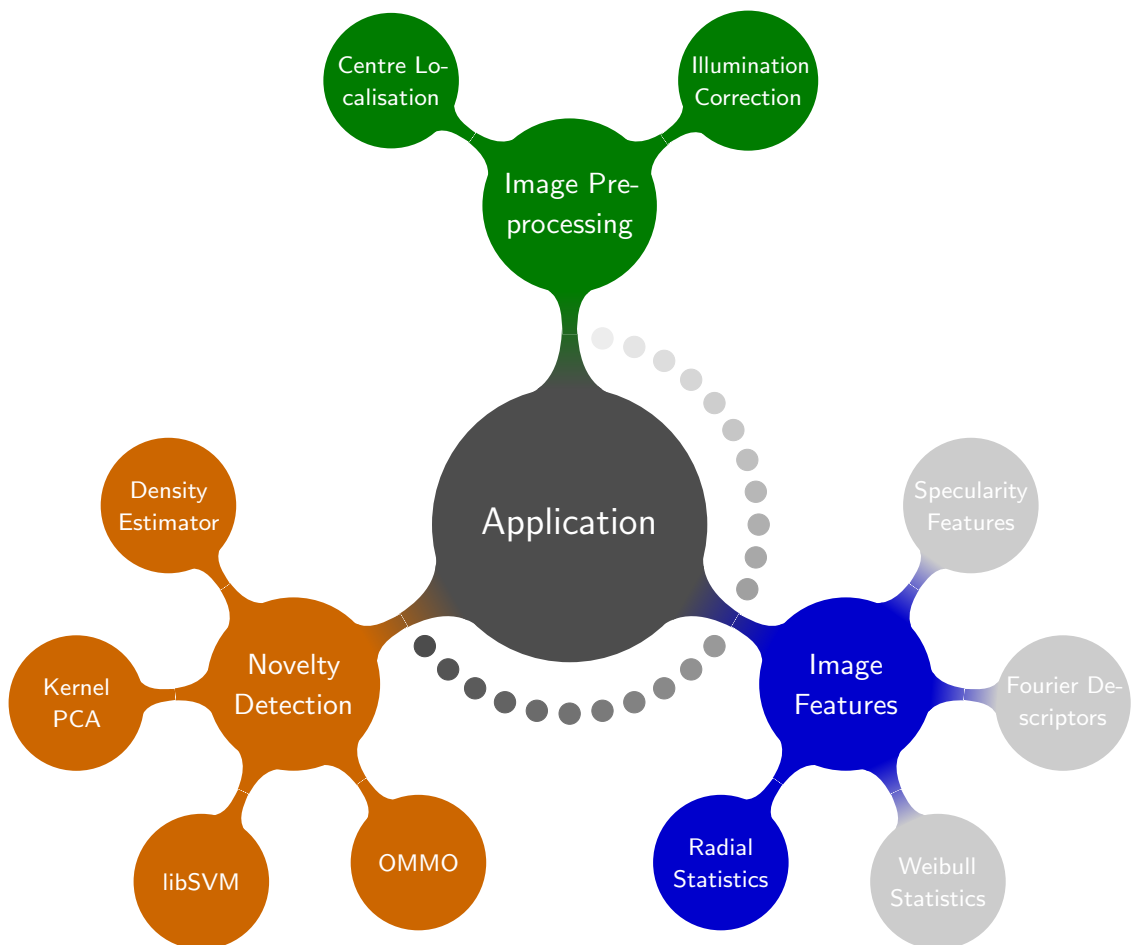 Centre Lo-
calisation
Illumination
Correction
Image Pre-
processing
Application
Density
Estimator
Specularity
Features
Novelty
Detection
Image
Features
Kernel
PCA
Fourier De-
scriptors
libSVM
OMMO
Radial
Statistics
Weibull
Statistics